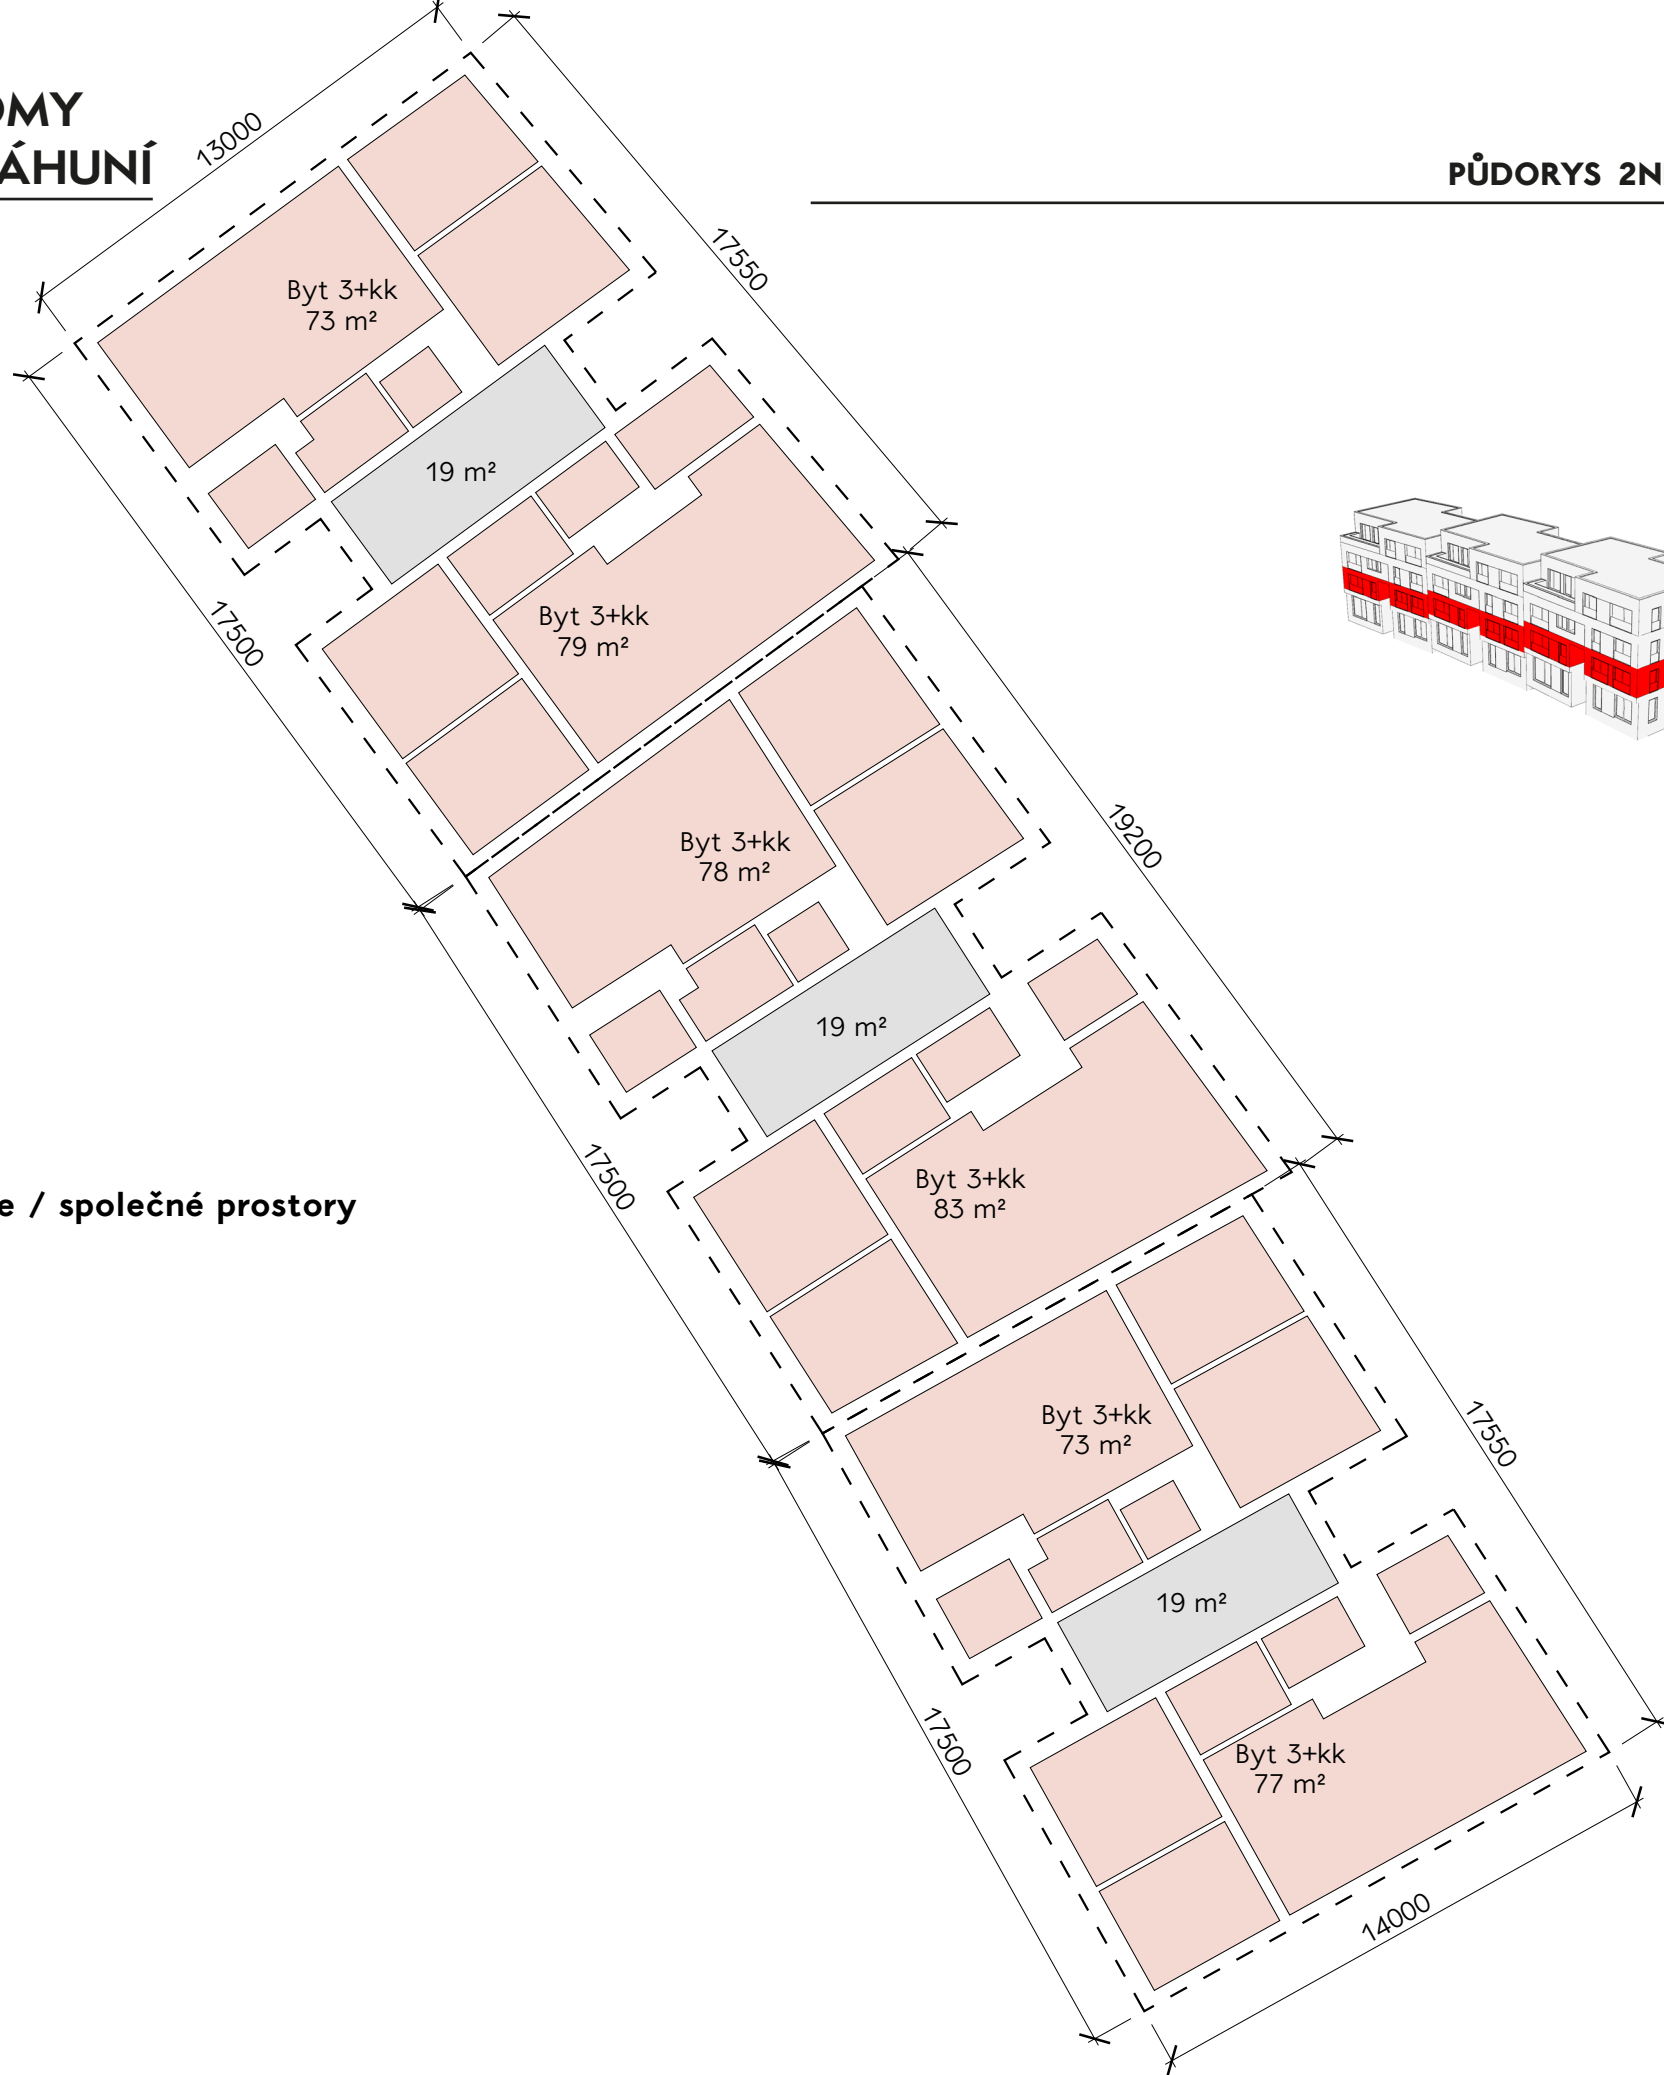 OMY
ÁHUNÍ
PŮDORYS 2N
13000
17550
Byt 3+kk
73 m²
19 m²
17500
Byt 3+kk
79 m²
Byt 3+kk
78 m²
19200
19 m²
17500
Byt 3+kk
83 m²
e / společné prostory
Byt 3+kk
73 m²
17550
19 m²
17500
Byt 3+kk
77 m²
14000